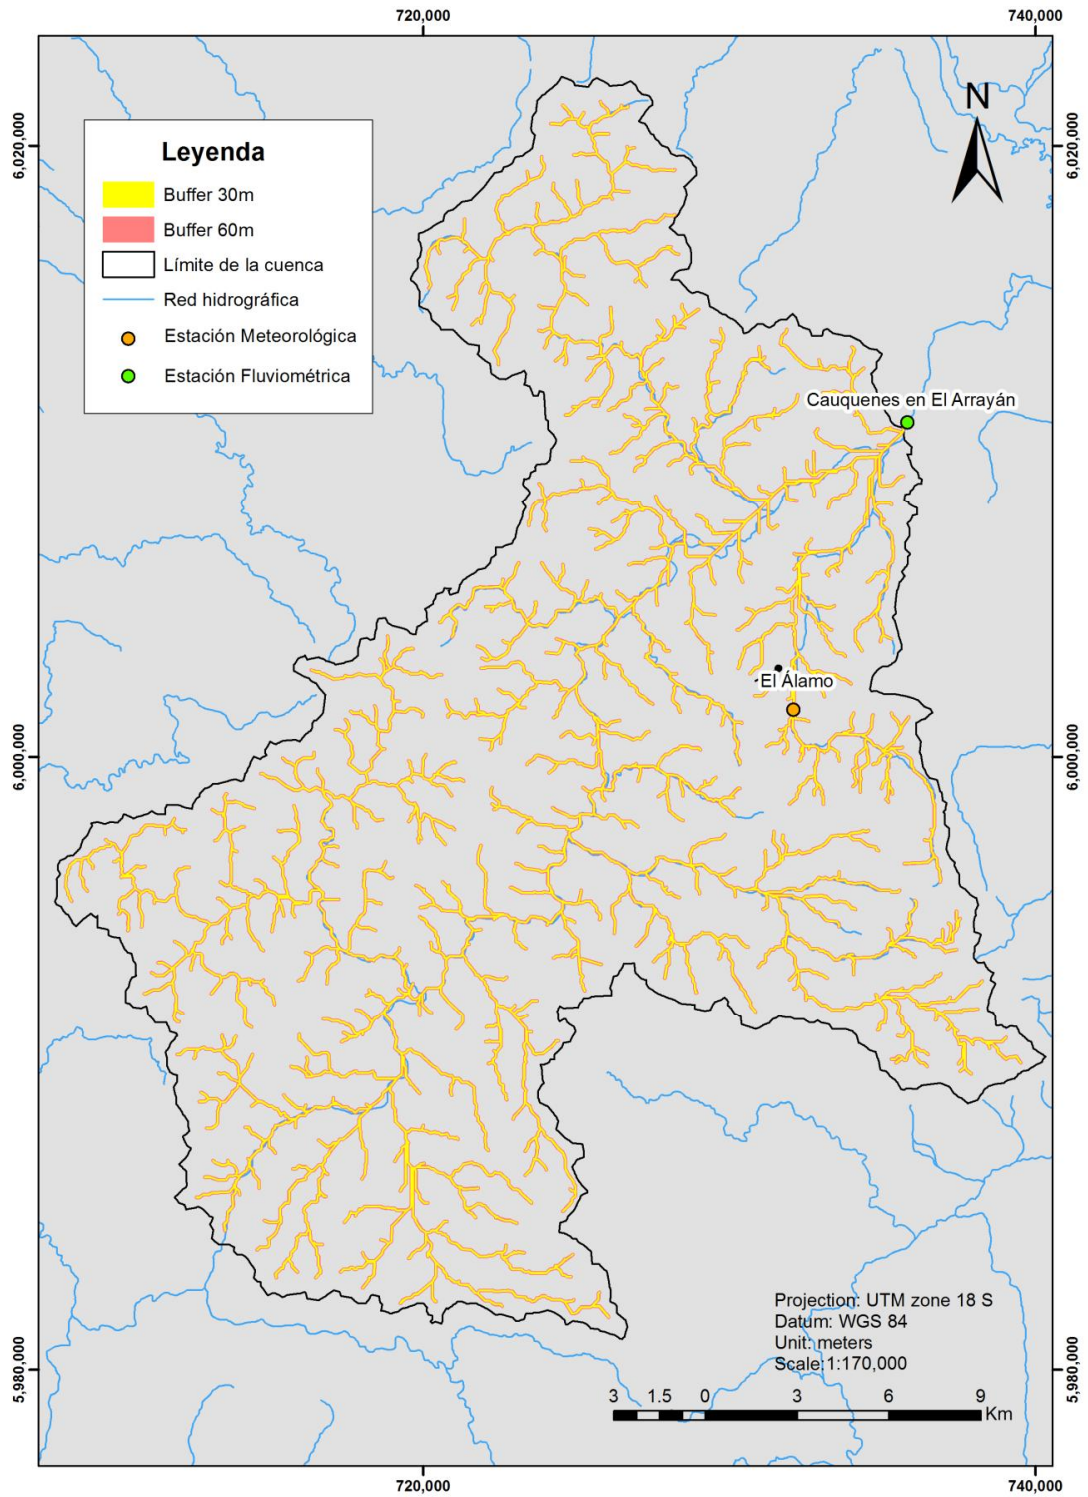 720,000
740,000
N
6,020,000
6,020,000
Leyenda
Buffer 30m
Buffer 60m
Límite de la cuenca
Red hidrográfica
Estación Meteorológica
Estación Fluviométrica
Cauquenes en El Arrayán
El Álamo
6,000,000
6,000,000
Projection: UTM zone 18 S
Datum: WGS 84
Unit: meters
Scale:1:170,000
5,980,000
5,980,000
3 1.5 0 3 6 9
Km
720,000
740,000